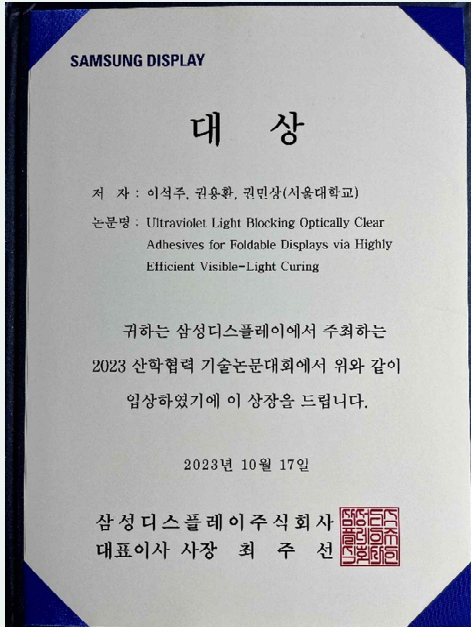 SAMSUNG DISPLAY
대 상
저 자 : 이석주, 권용환, 권민상(서울대학교)
논문명 : Ultraviolet Light Blocking Optically Clear
Adhesives for Foldable Displays via Highly
Efficient Visible-Light Curing
귀하는 삼성디스플레이에서 주최하는
2023 산학협력 기술논문대회에서 위와 같이
입상하였기에 이 상장을 드립니다.
2023년 10월 17일
삼성디스플레이주식회사
대표이사 사장 최 주 선